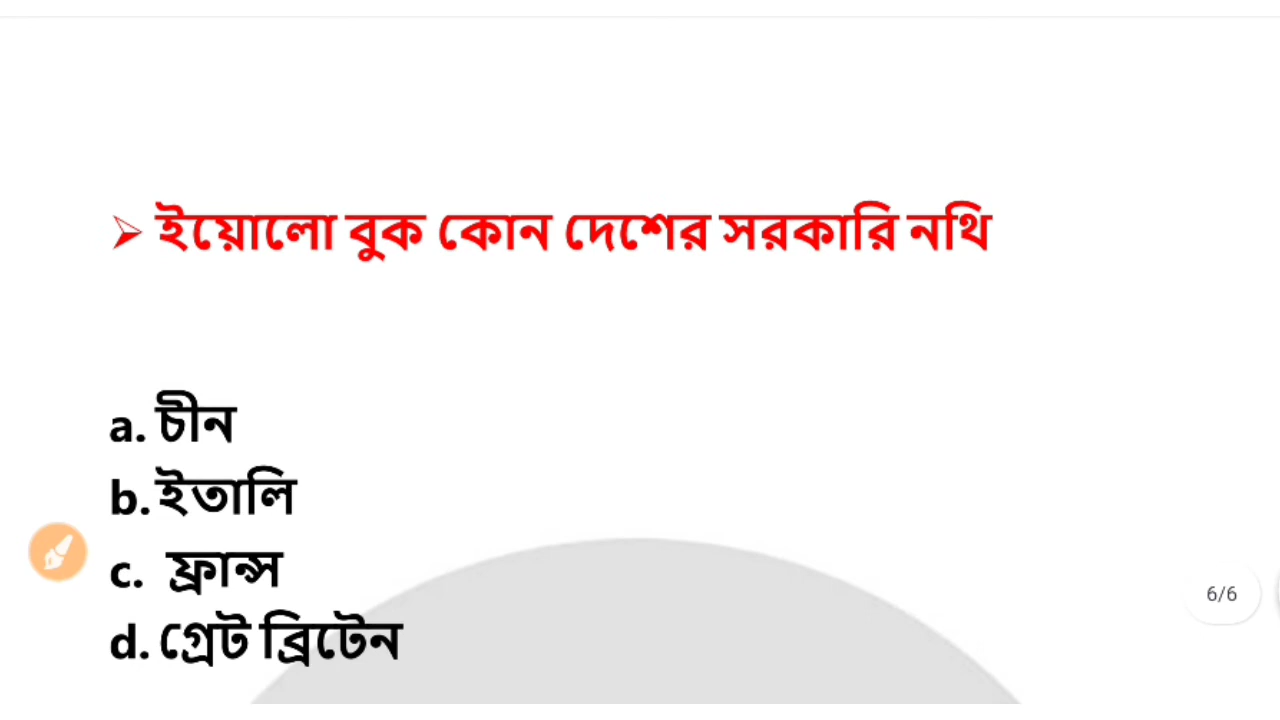 ➢ ইয়োলো বুক কোন দেশের সরকারি নথি
a. চীন
b. ইতালি
c. ফ্রান্স
d. গ্রেট ব্রিটেন
6/6